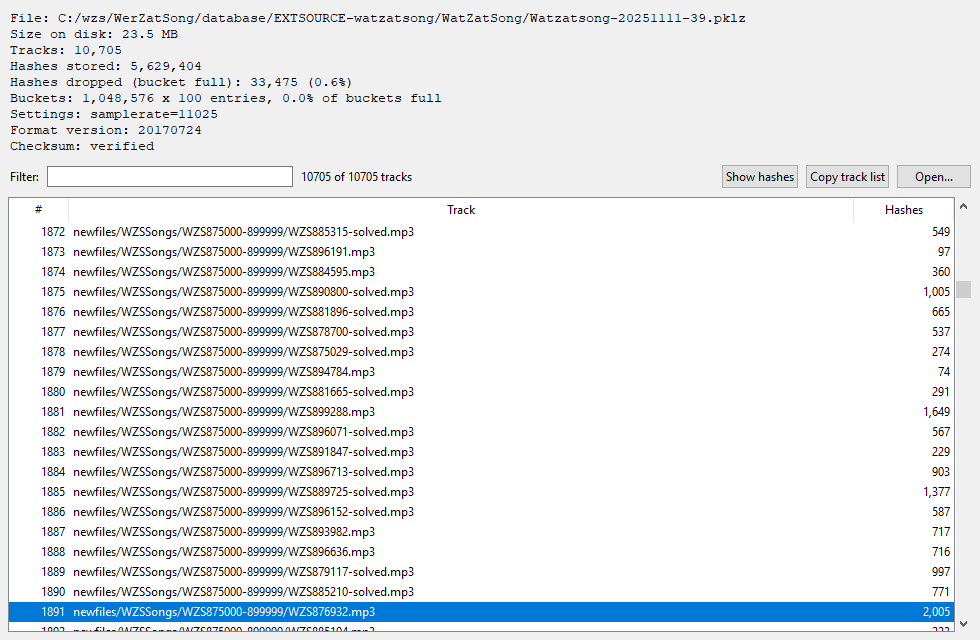 File: C:/wzs/WerZatSong/database/EXTSOURCE-watzatsong/WatZatSong/Watzatsong-20251111-39.pklz
Size on disk: 23.5 MB
Tracks: 10,705
Hashes stored: 5,629,404
Hashes dropped (bucket full): 33,475 (0.6%)
Buckets: 1,048,576 x 100 entries, 0.0% of buckets full
Settings: samplerate=11025
Format version: 20170724
Checksum: verified
Filter: 10705 of 10705 tracks Show hashes Copy track list Open...
# Track Hashes
1872 newfiles/WZSSongs/WZS875000-899999/WZS885315-solved.mp3 549
1873 newfiles/WZSSongs/WZS875000-899999/WZS896191.mp3 97
1874 newfiles/WZSSongs/WZS875000-899999/WZS884595.mp3 360
1875 newfiles/WZSSongs/WZS875000-899999/WZS890800-solved.mp3 1,005
1876 newfiles/WZSSongs/WZS875000-899999/WZS881896-solved.mp3 665
1877 newfiles/WZSSongs/WZS875000-899999/WZS878700-solved.mp3 537
1878 newfiles/WZSSongs/WZS875000-899999/WZS875029-solved.mp3 274
1879 newfiles/WZSSongs/WZS875000-899999/WZS894784.mp3 74
1880 newfiles/WZSSongs/WZS875000-899999/WZS881665-solved.mp3 291
1881 newfiles/WZSSongs/WZS875000-899999/WZS899288.mp3 1,649
1882 newfiles/WZSSongs/WZS875000-899999/WZS896071-solved.mp3 567
1883 newfiles/WZSSongs/WZS875000-899999/WZS891847-solved.mp3 229
1884 newfiles/WZSSongs/WZS875000-899999/WZS896713-solved.mp3 903
1885 newfiles/WZSSongs/WZS875000-899999/WZS889725-solved.mp3 1,377
1886 newfiles/WZSSongs/WZS875000-899999/WZS896152-solved.mp3 587
1887 newfiles/WZSSongs/WZS875000-899999/WZS893982.mp3 717
1888 newfiles/WZSSongs/WZS875000-899999/WZS896636.mp3 716
1889 newfiles/WZSSongs/WZS875000-899999/WZS879117-solved.mp3 997
1890 newfiles/WZSSongs/WZS875000-899999/WZS885210-solved.mp3 771
1891 newfiles/WZSSongs/WZS875000-899999/WZS876932.mp3 2,005